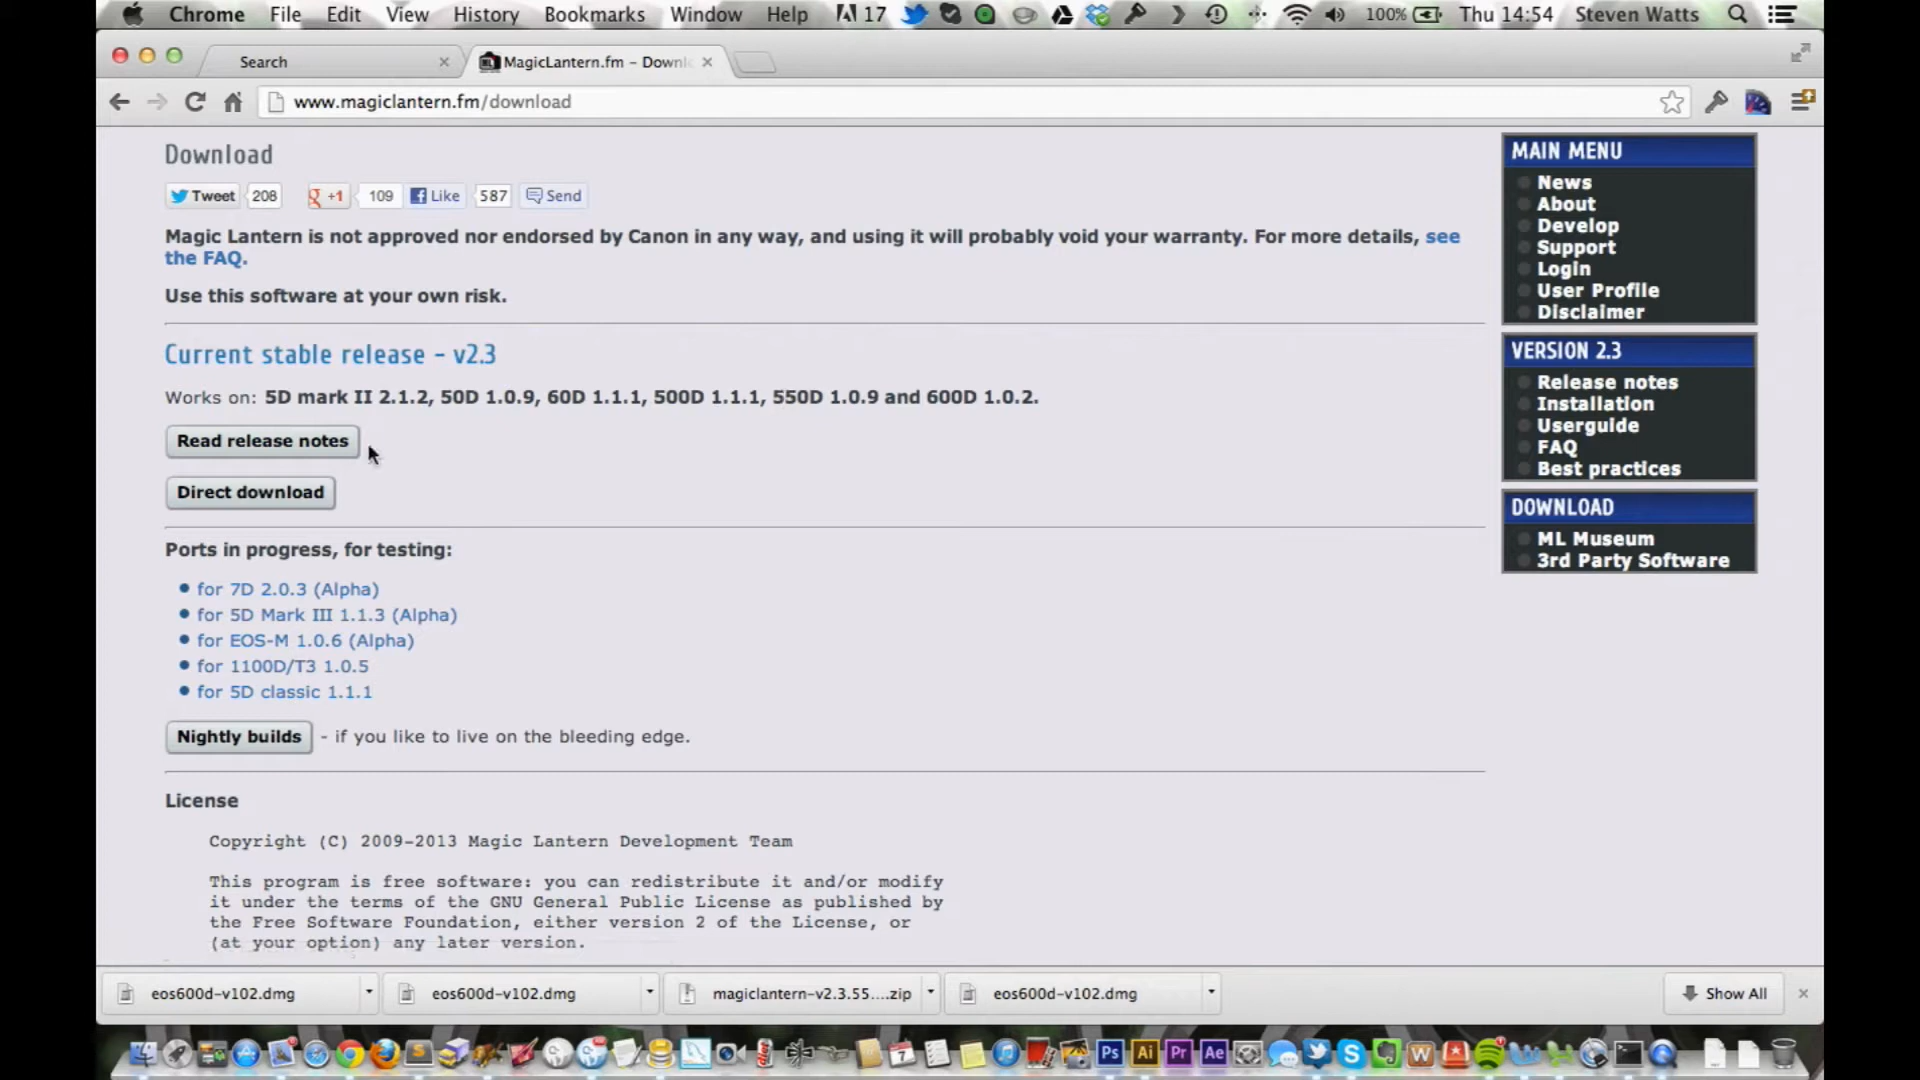 Chrome File Edit View History Bookmarks Window Help 17 100% Thu 14:54 Steven Watts
Search
MagicLantern.fm – Downl
www.magiclantern.fm/download
Download
Tweet 208 +1 109 Like 587 Send
Magic Lantern is not approved nor endorsed by Canon in any way, and using it will probably void your warranty. For more details, see
the FAQ.
Use this software at your own risk.
Current stable release – v2.3
Works on: 5D mark II 2.1.2, 50D 1.0.9, 60D 1.1.1, 500D 1.1.1, 550D 1.0.9 and 600D 1.0.2.
Read release notes
Direct download
Ports in progress, for testing:
for 7D 2.0.3 (Alpha)
for 5D Mark III 1.1.3 (Alpha)
for EOS-M 1.0.6 (Alpha)
for 1100D/T3 1.0.5
for 5D classic 1.1.1
Nightly builds - if you like to live on the bleeding edge.
License
Copyright (C) 2009-2013 Magic Lantern Development Team
This program is free software: you can redistribute it and/or modify
it under the terms of the GNU General Public License as published by
the Free Software Foundation, either version 2 of the License, or
(at your option) any later version.
MAIN MENU
News
About
Develop
Support
Login
User Profile
Disclaimer
VERSION 2.3
Release notes
Installation
Userguide
FAQ
Best practices
DOWNLOAD
ML Museum
3rd Party Software
eos600d-v102.dmg eos600d-v102.dmg magiclantern-v2.3.55....zip eos600d-v102.dmg Show All
7 Ps Ai Pr Ae W